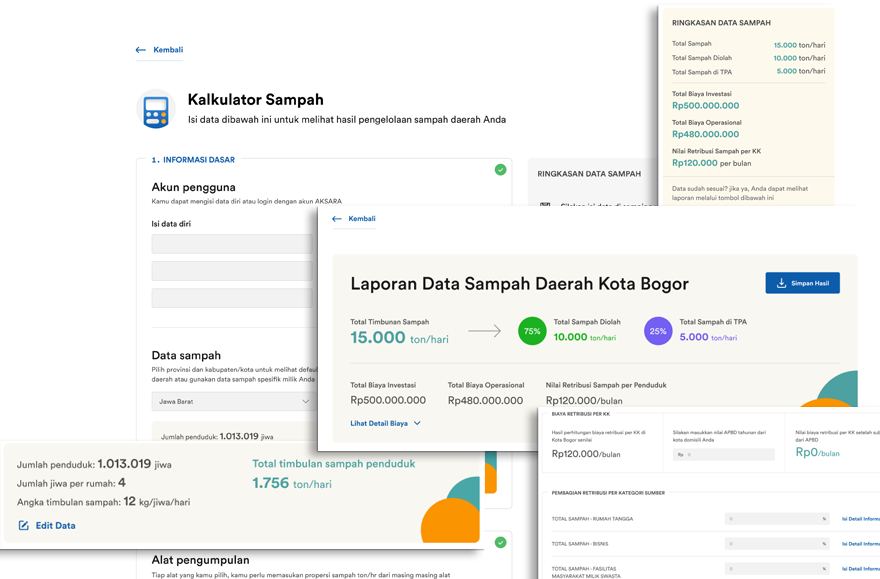 Kembali
Kalkulator Sampah
Isi data dibawah ini untuk melihat hasil pengelolaan sampah daerah Anda
1. INFORMASI DASAR
Akun pengguna
Kamu dapat mengisi data diri atau login dengan akun AKSARA
Isi data diri
Data sampah
Pilih provinsi dan kabupaten/kota untuk melihat
daerah atau gunakan data sampah spesifik milik Anda
Jawa Barat
Jumlah penduduk: 1.013.019 jiwa
RINGKASAN DATA SAMPAH
RINGKASAN DATA SAMPAH
Total Sampah 15.000 ton/hari
Total Sampah Diolah 10.000 ton/hari
Total Sampah di TPA 5.000 ton/hari
Total Biaya Investasi
Rp500.000.000
Total Biaya Operasional
Rp480.000.000
Nilai Retribusi Sampah per KK
Rp120.000 per bulan
Data sudah sesuai? jika ya, Anda dapat melihat
laporan melalui tombol dibawah ini
Kembali
Laporan Data Sampah Daerah Kota Bogor
Simpan Hasil
Total Timbunan Sampah
15.000 ton/hari
75%
Total Sampah Diolah
10.000 ton/hari
25%
Total Sampah di TPA
5.000 ton/hari
Total Biaya Investasi
Rp500.000.000
Total Biaya Operasional
Rp480.000.000
Nilai Retribusi Sampah per Penduduk
Rp120.000/bulan
Lihat Detail Biaya
Jumlah penduduk: 1.013.019 jiwa
Jumlah jiwa per rumah: 4
Angka timbulan sampah: 12 kg/jiwa/hari
Edit Data
Total timbulan sampah penduduk
1.756 ton/hari
Alat pengumpulan
Tiap alat yang kamu pilih, kamu perlu memasukan propersi sampah ton/hr dari masing masing alat
BIAYA RETRIBUSI PER KK
Hasil perhitungan biaya retribusi per KK di
Kota Bogor senilai
Rp120.000/bulan
Silakan masukkan nilai APBD tahunan dari
kota domisili Anda
Rp 0
Nilai biaya retribusi per KK setelah
dari APBD
Rp0/bulan
PEMBAGIAN RETRIBUSI PER KATEGORI SUMBER
TOTAL SAMPAH - RUMAH TANGGA 0 % Isi Detail
TOTAL SAMPAH - BISNIS 0 % Isi Detail
TOTAL SAMPAH - FASILITAS
MASYARAKAT MILIK SWASTA 0 % Isi Detail